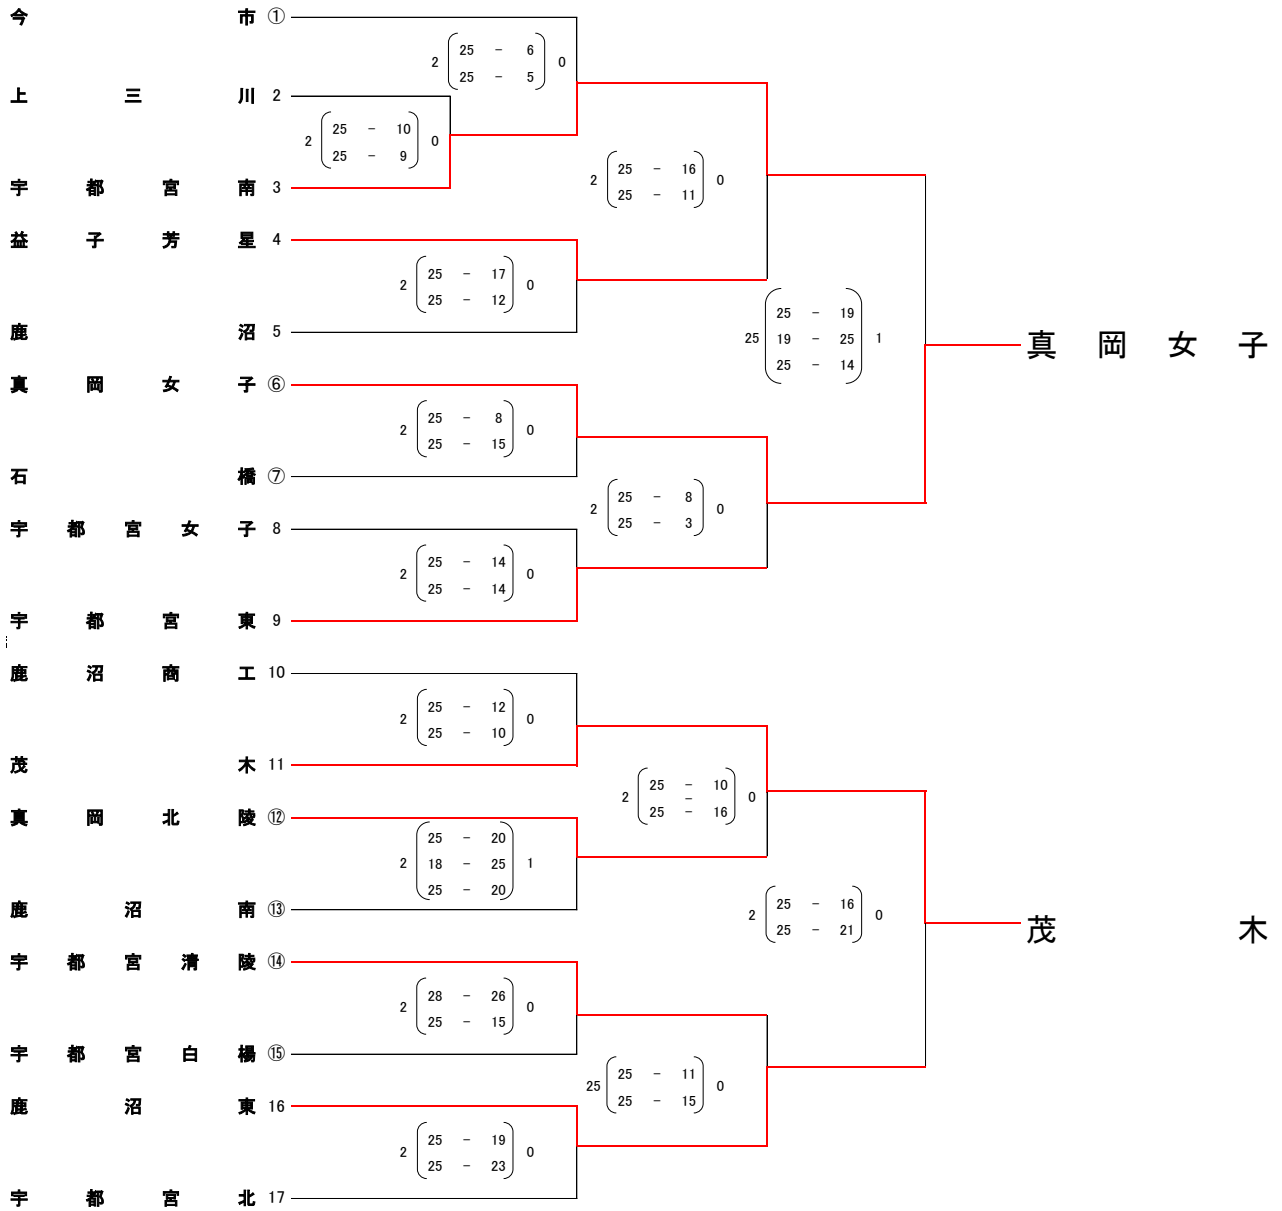 今市 ①
2 25 - 6 0
25 - 5
上三川 2
2 25 - 10 0
25 - 9
宇都宮南 3
2 25 - 16 0
25 - 11
益子芳星 4
2 25 - 17 0
25 - 12
鹿沼 5
25 25 - 19 1
19 - 25
25 - 14
真岡女子
真岡女子 ⑥
2 25 - 8 0
25 - 15
石橋 ⑦
2 25 - 8 0
25 - 3
宇都宮女子 8
2 25 - 14 0
25 - 14
宇都宮東 9
鹿沼商工 10
2 25 - 12 0
25 - 10
茂木 11
2 25 - 10 0
-
25 - 16
真岡北陵 ⑫
2 25 - 20 1
18 - 25
25 - 20
鹿沼南 ⑬
2 25 - 16 0
25 - 21
茂木
宇都宮清陵 ⑭
2 28 - 26 0
25 - 15
宇都宮白楊 ⑮
25 25 - 11 0
25 - 15
鹿沼東 16
2 25 - 19 0
25 - 23
宇都宮北 17